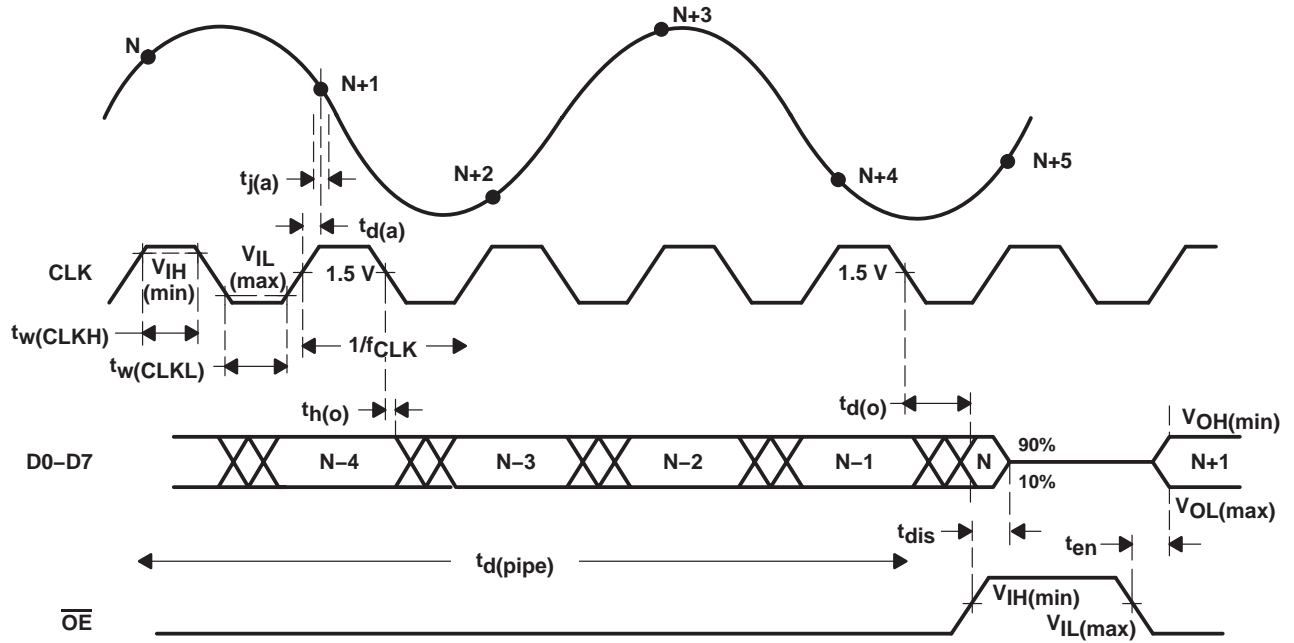 N
N+1
N+2
N+3
N+4
N+5
tj(a)
td(a)
CLK
VIH
(min)
VIL
(max)
1.5 V
1.5 V
tw(CLKH)
tw(CLKL)
1/fCLK
th(o)
td(o)
D0–D7
N–4
N–3
N–2
N–1
N
90%
10%
N+1
VOH(min)
VOL(max)
tdis
ten
td(pipe)
OE
VIH(min)
VIL(max)